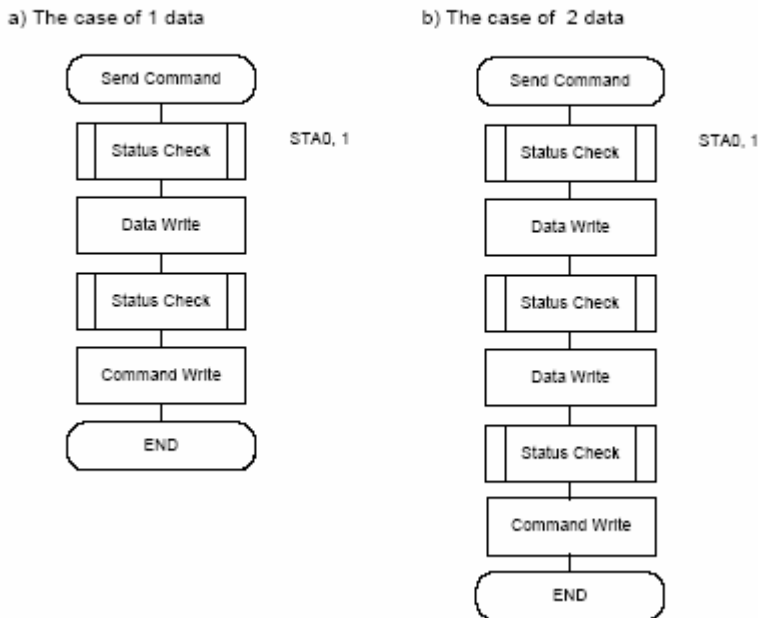 a) The case of 1 data
Send Command
Status Check
STA0, 1
Data Write
Status Check
Command Write
END
b) The case of 2 data
Send Command
Status Check
STA0, 1
Data Write
Status Check
Data Write
Status Check
Command Write
END